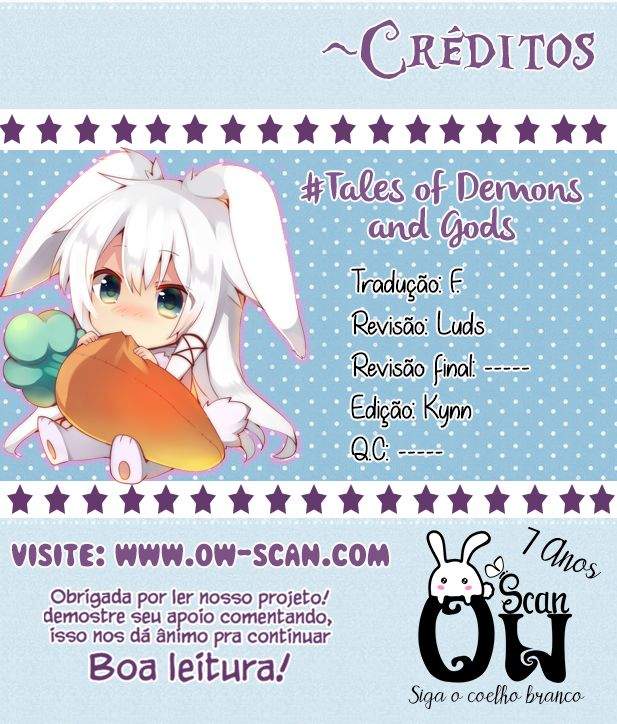 ~Créditos
#Tales of Demons
and Gods
Tradução: F.
Revisão: Luds
Revisão final: -----
Edição: Kynn
Q.C: -----
VISITE: WWW.OW-SCAN.COM
Obrigada por ler nosso projeto!
demostre seu apoio comentando,
isso nos dá ânimo pra continuar
Boa leitura!
7 Anos
Scan
OW
Siga o coelho branco